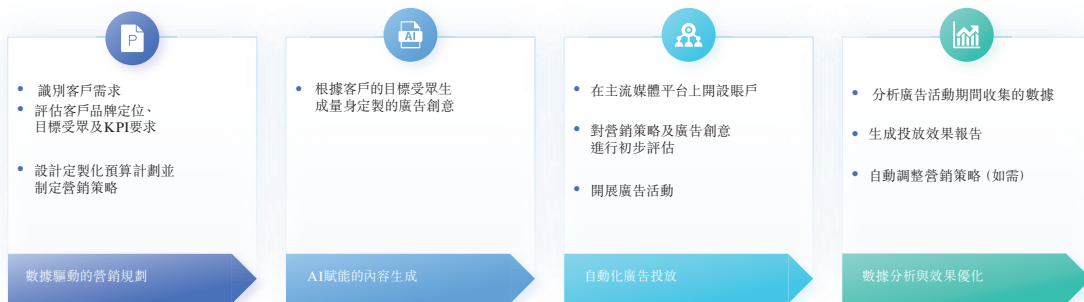 P
識別客戶需求
評估客戶品牌定位、
目標受眾及KPI要求
設計定製化預算計劃並
制定營銷策略
數據驅動的營銷規劃
AI
根據客戶的目標受眾生
成量身定製的廣告創意
AI賦能的內容生成
在主流媒體平台上開設賬戶
對營銷策略及廣告創意
進行初步評估
開展廣告活動
自動化廣告投放
分析廣告活動期間收集的數據
生成投放效果報告
自動調整營銷策略（如需）
數據分析與效果優化